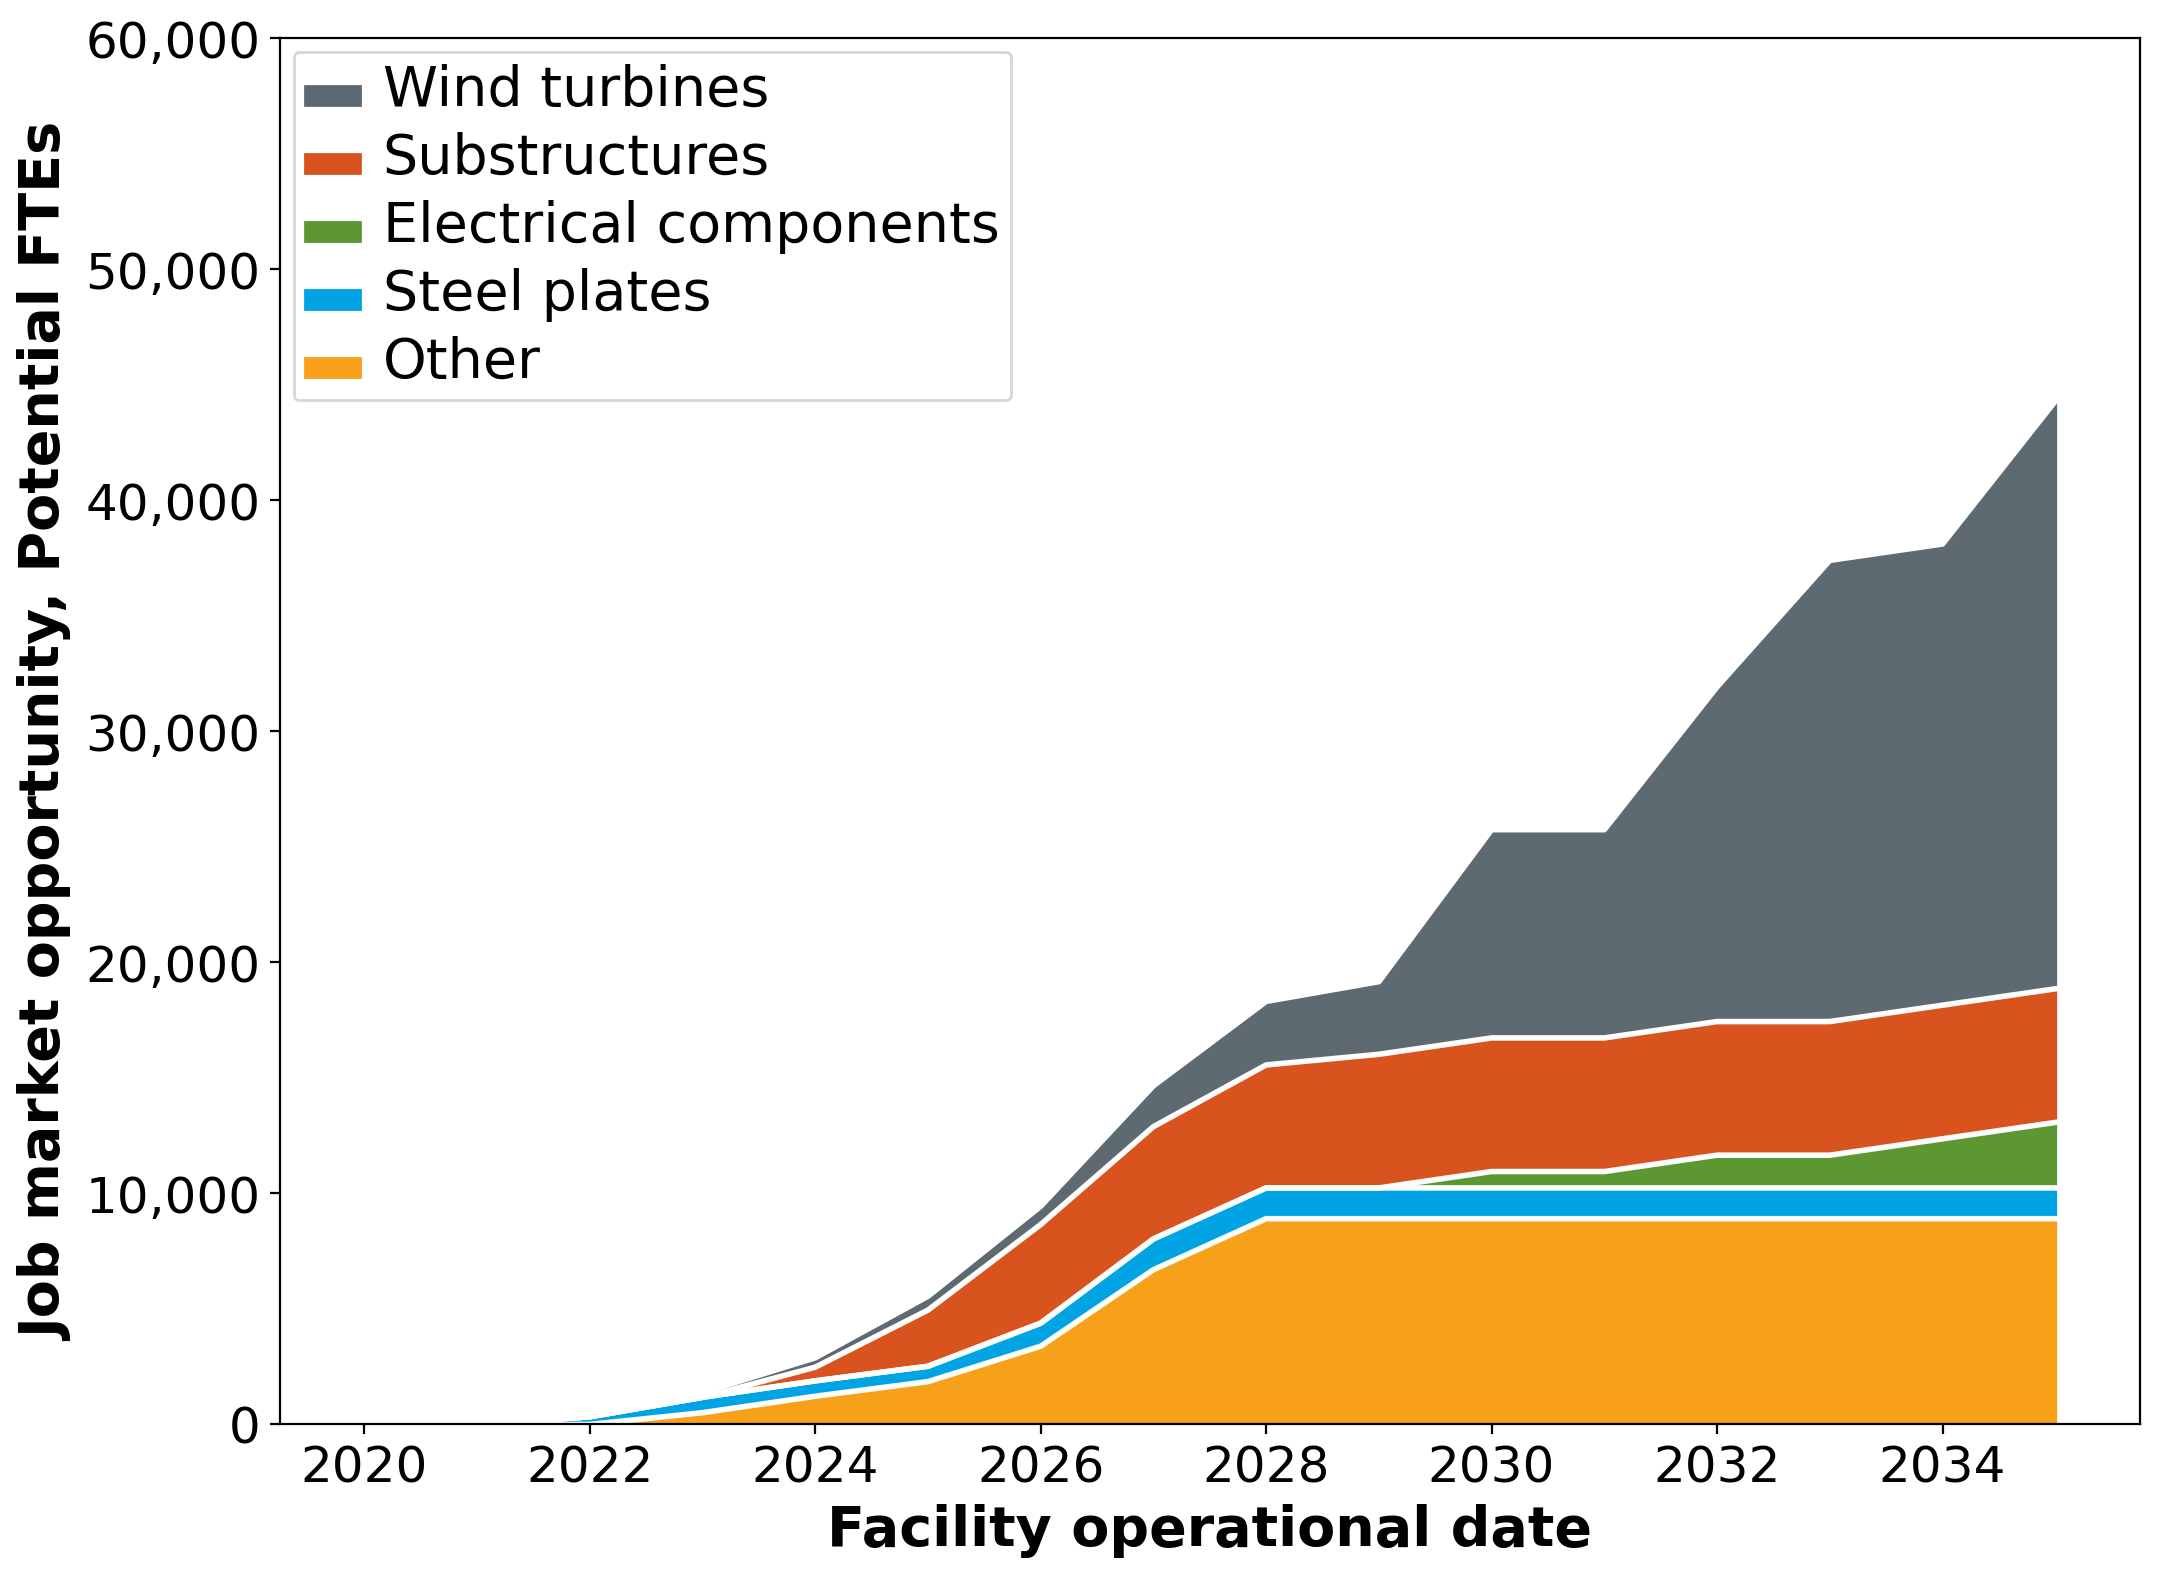 Job market opportunity, Potential FTEs
60,000
50,000
40,000
30,000
20,000
10,000
0
Wind turbines
Substructures
Electrical components
Steel plates
Other
2020 2022 2024 2026 2028 2030 2032 2034
Facility operational date